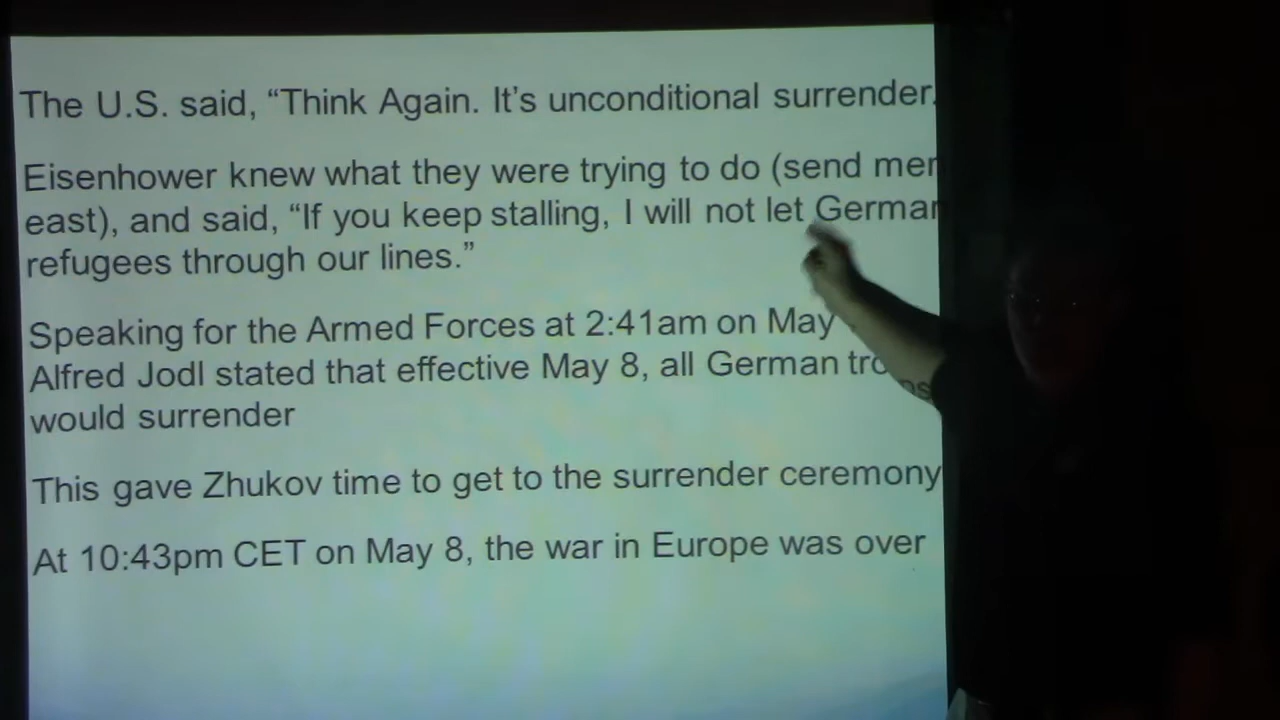 The U.S. said, “Think Again. It’s unconditional surrender.
Eisenhower knew what they were trying to do (send men
east), and said, “If you keep stalling, I will not let German
refugees through our lines.”
Speaking for the Armed Forces at 2:41am on May
Alfred Jodl stated that effective May 8, all German troops
would surrender
This gave Zhukov time to get to the surrender ceremony
At 10:43pm CET on May 8, the war in Europe was over